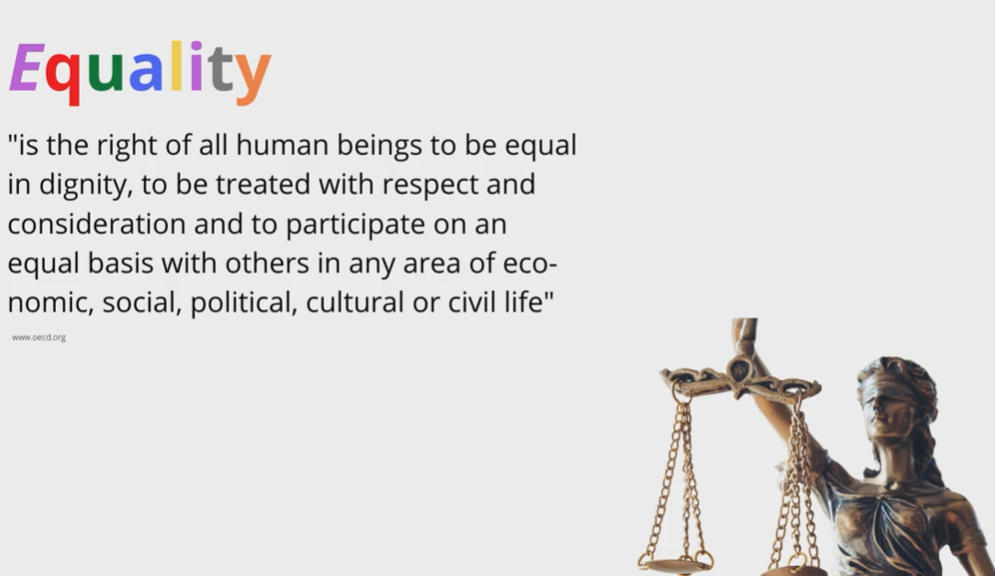 Equality
"is the right of all human beings to be equal
in dignity, to be treated with respect and
consideration and to participate on an
equal basis with others in any area of eco-
nomic, social, political, cultural or civil life"
www.oecd.org